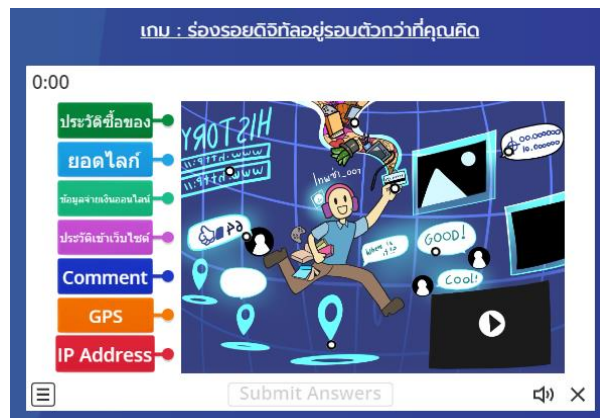 เกม : ร่องรอยดิจิทัลอยู่รอบตัวกว่าที่คุณคิด
0:00
ประวัติซื้อของ
ยอดไลก์
ข้อมูลจ่ายเงินออนไลน์
ประวัติเข้าเว็บไซต์
Comment
GPS
IP Address
HISTORY
GOOD!
Cool!
64
Submit Answers